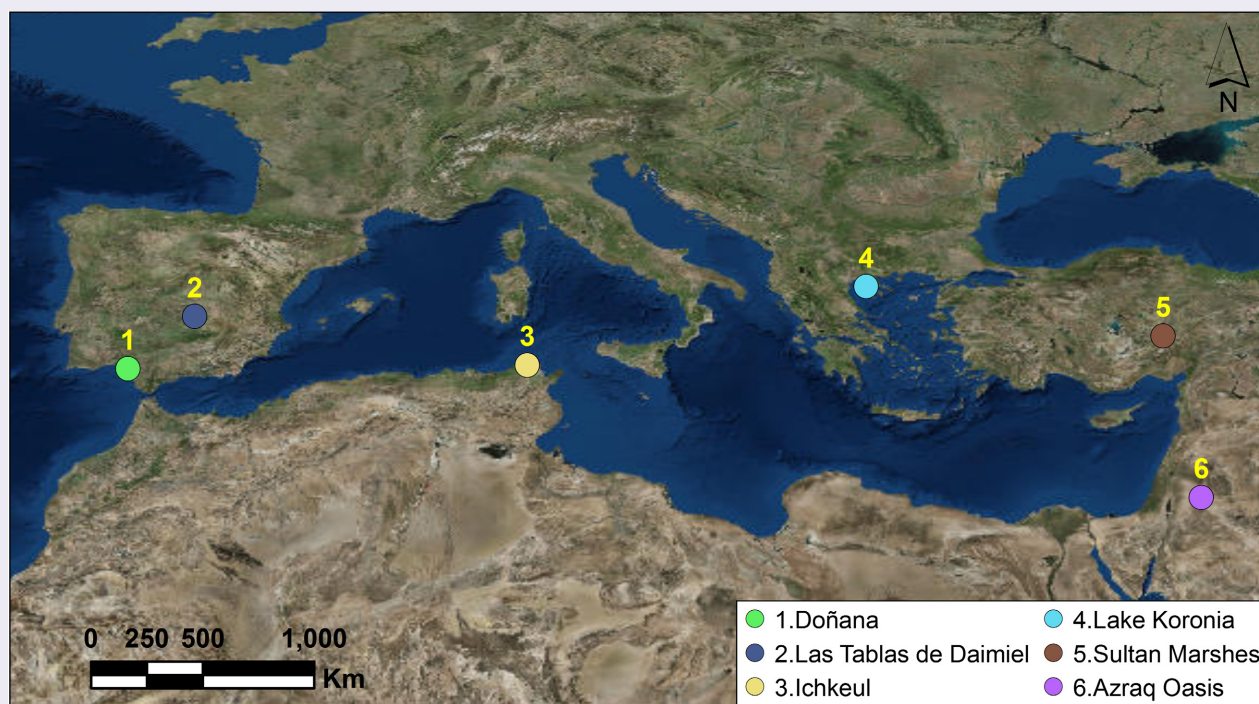 N
4
2
5
1
3
6
0 250 500 1,000
Km
1.Doñana
2.Las Tablas de Daimiel
3.Ichkeul
4.Lake Koronia
5.Sultan Marshes
6.Azraq Oasis